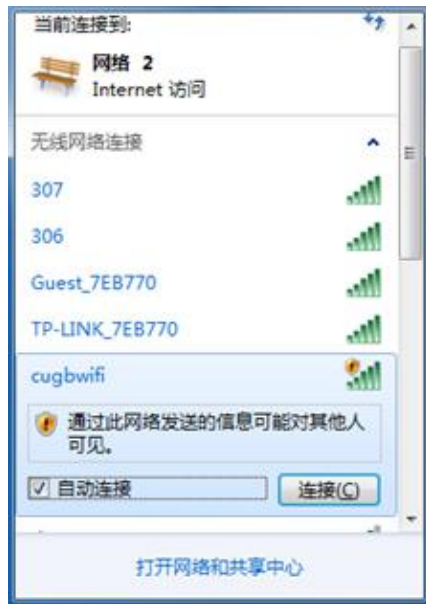 当前连接到:
网络 2
Internet 访问
无线网络连接
307
306
Guest_7EB770
TP-LINK_7EB770
cugbwifi
通过此网络发送的信息可能对其他人
可见。
自动连接
连接(C)
打开网络和共享中心